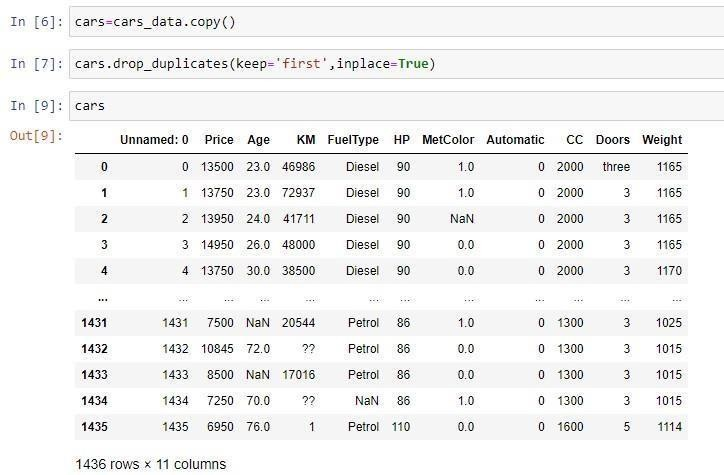 In [6]: cars=cars_data.copy()
In [7]: cars.drop_duplicates(keep='first',inplace=True)
In [9]: cars
Out[9]:
Unnamed: 0 Price Age KM FuelType HP MetColor Automatic CC Doors Weight
0 0 13500 23.0 46986 Diesel 90 1.0 0 2000 three 1165
1 1 13750 23.0 72937 Diesel 90 1.0 0 2000 3 1165
2 2 13950 24.0 41711 Diesel 90 NaN 0 2000 3 1165
3 3 14950 26.0 48000 Diesel 90 0.0 0 2000 3 1165
4 4 13750 30.0 38500 Diesel 90 0.0 0 2000 3 1170
... ... ... ... ... ... ... ... ... ... ... ...
1431 1431 7500 NaN 20544 Petrol 86 1.0 0 1300 3 1025
1432 1432 10845 72.0 ?? Petrol 86 0.0 0 1300 3 1015
1433 1433 8500 NaN 17016 Petrol 86 0.0 0 1300 3 1015
1434 1434 7250 70.0 ?? NaN 86 1.0 0 1300 3 1015
1435 1435 6950 76.0 1 Petrol 110 0.0 0 1600 5 1114
1436 rows × 11 columns